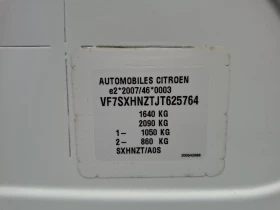 AUTOMOBILES CITROEN
e2*2007/46*0003
VF7SXHNZTJT625764
1640 KG
2090 KG
1- 1050 KG
2- 860 KG
SXHNZT/A0S